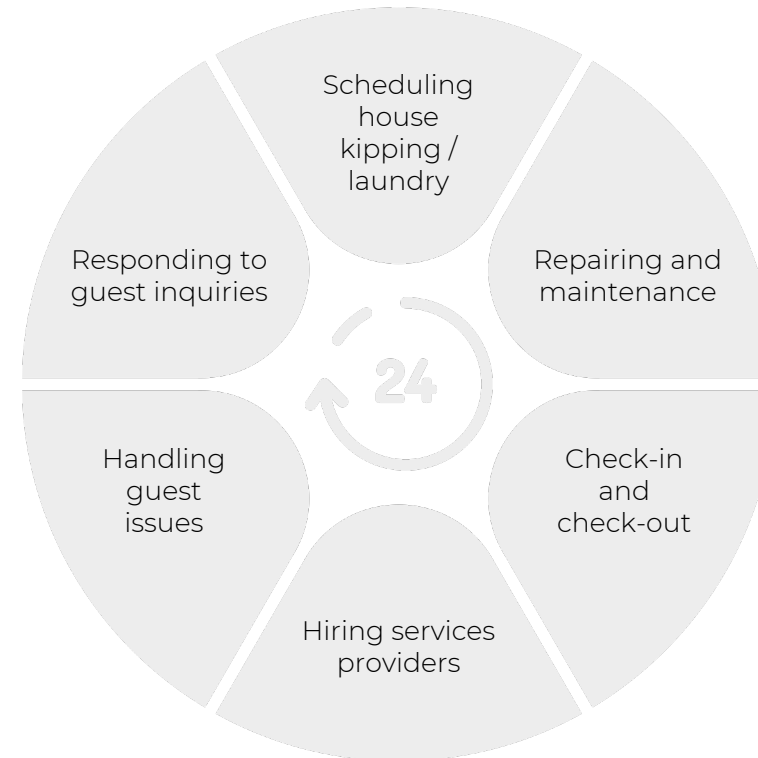 Scheduling
house
kipping /
laundry
Repairing and
maintenance
Check-in
and
check-out
Hiring services
providers
Handling
guest
issues
Responding to
guest inquiries
24